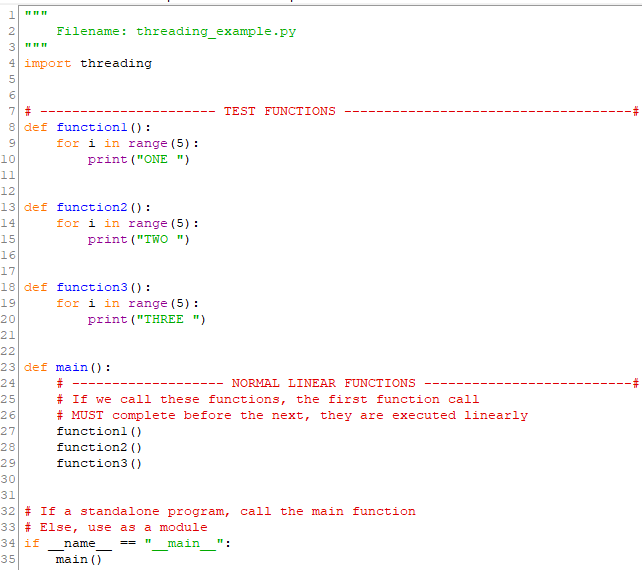 1 """
2     Filename: threading_example.py
3 """
4 import threading
5
6
7 # ---------------------- TEST FUNCTIONS ------------------------------------#
8 def function1():
9     for i in range(5):
10         print("ONE ")
11
12
13 def function2():
14     for i in range(5):
15         print("TWO ")
16
17
18 def function3():
19     for i in range(5):
20         print("THREE ")
21
22
23 def main():
24     # ------------------- NORMAL LINEAR FUNCTIONS --------------------------#
25     # If we call these functions, the first function call
26     # MUST complete before the next, they are executed linearly
27     function1()
28     function2()
29     function3()
30
31
32 # If a standalone program, call the main function
33 # Else, use as a module
34 if __name__ == "__main__":
35     main()